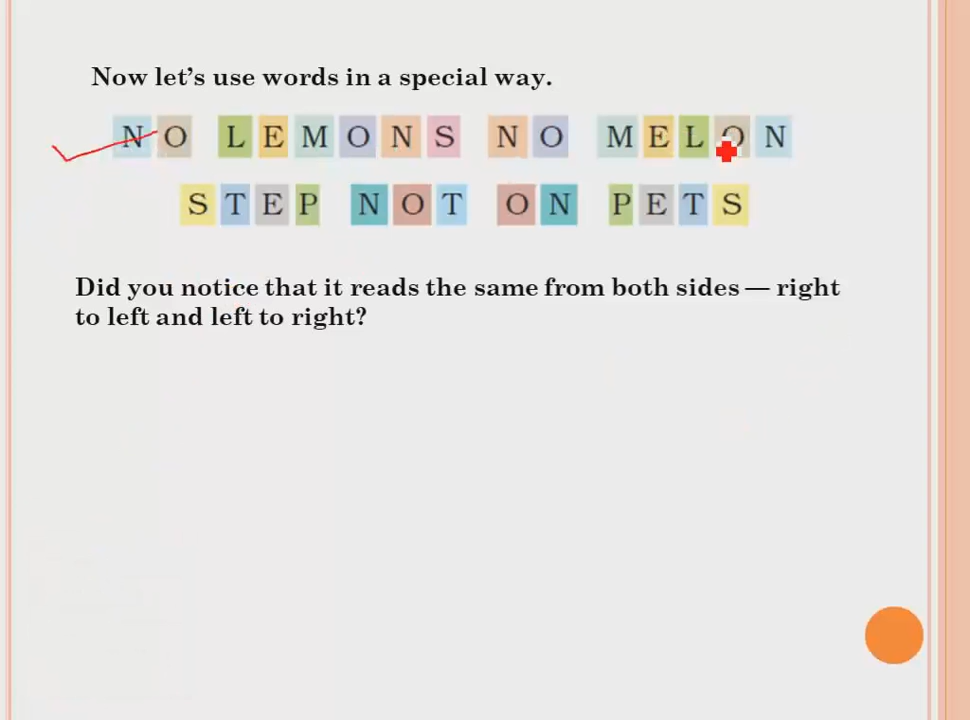 Now let's use words in a special way.
NO LEMONS NO MELON
STEP NOT ON PETS
Did you notice that it reads the same from both sides — right
to left and left to right?